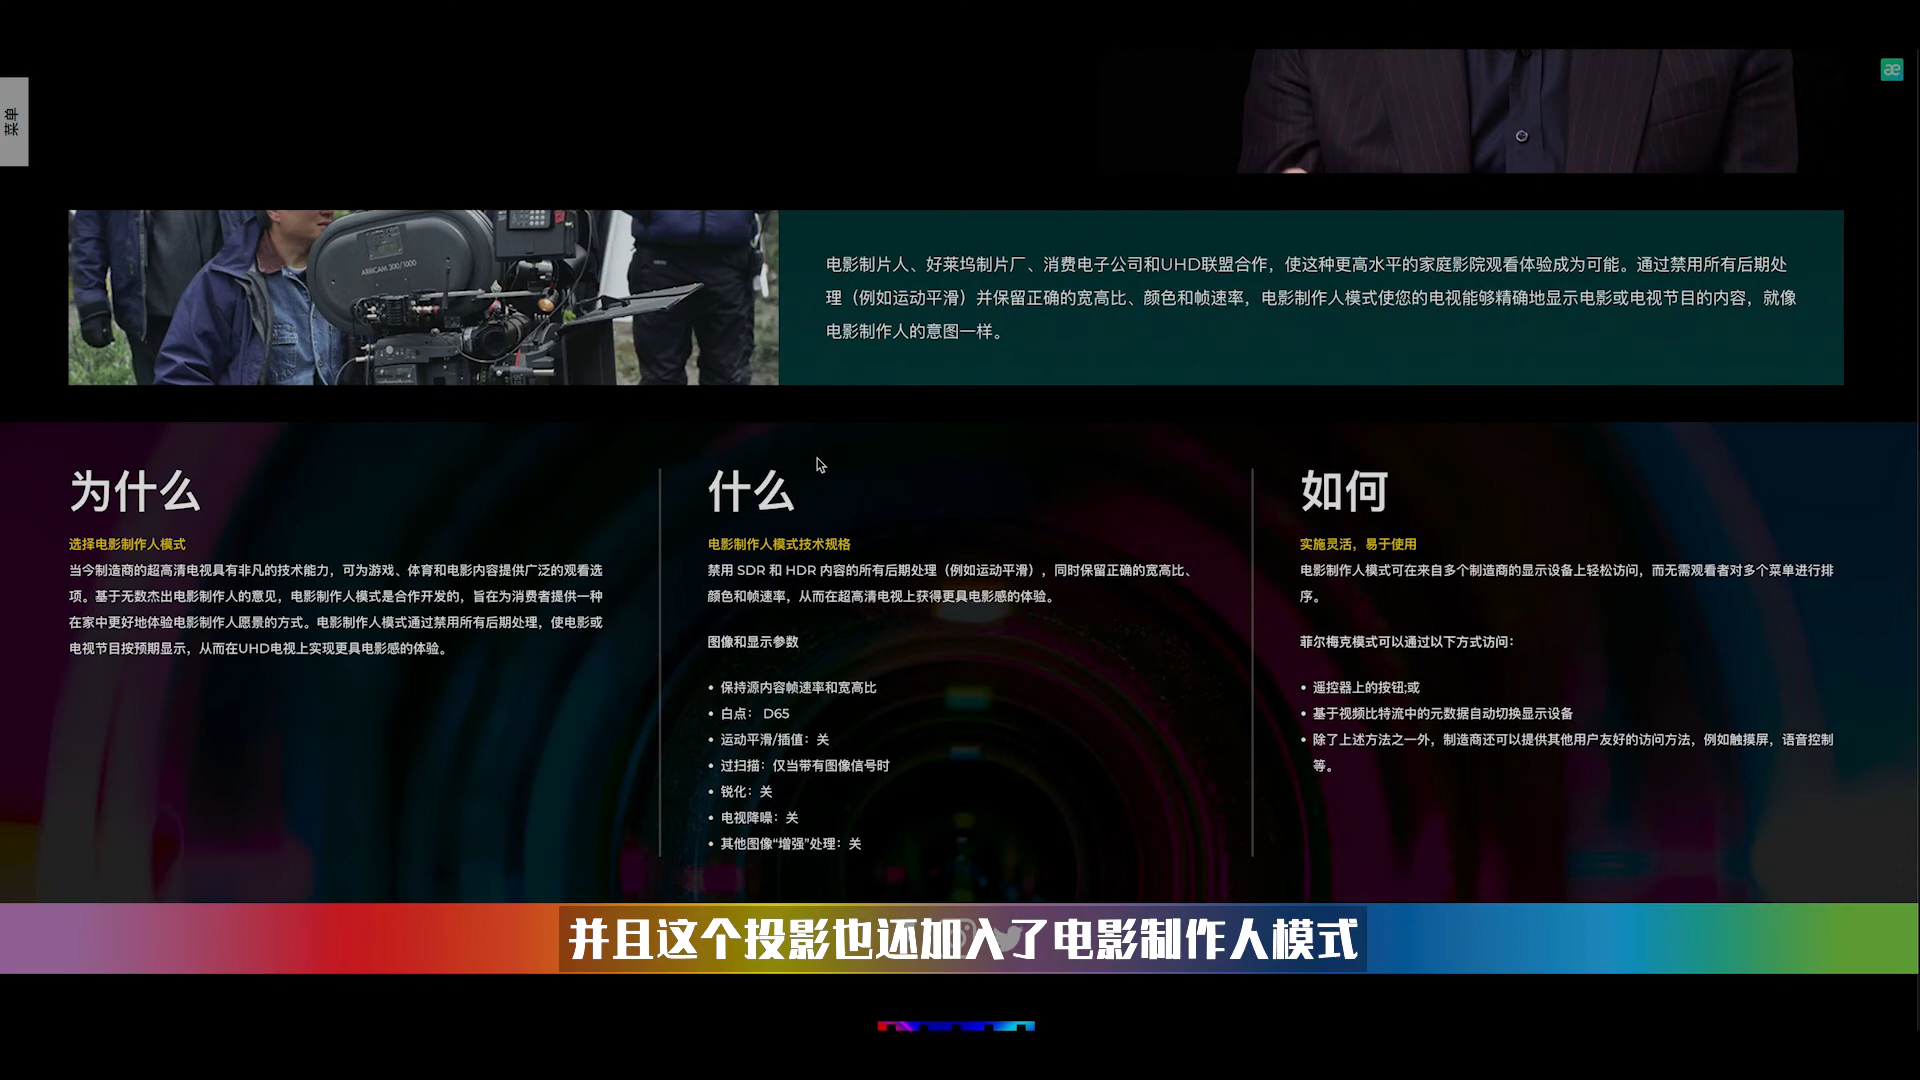 菜单
æ
ARRICAM 300/1000
电影制片人、好莱坞制片厂、消费电子公司和UHD联盟合作，使这种更高水平的家庭影院观看体验成为可能。通过禁用所有后期处
理（例如运动平滑）并保留正确的宽高比、颜色和帧速率，电影制作人模式使您的电视能够精确地显示电影或电视节目的内容，就像
电影制作人的意图一样。
为什么
选择电影制作人模式
当今制造商的超高清电视具有非凡的技术能力，可为游戏、体育和电影内容提供广泛的观看选
项。基于无数杰出电影制作人的意见，电影制作人模式是合作开发的，旨在为消费者提供一种
在家中更好地体验电影制作人愿景的方式。电影制作人模式通过禁用所有后期处理，使电影或
电视节目按预期显示，从而在UHD电视上实现更具电影感的体验。
什么
电影制作人模式技术规格
禁用 SDR 和 HDR 内容的所有后期处理（例如运动平滑），同时保留正确的宽高比、
颜色和帧速率，从而在超高清电视上获得更具电影感的体验。
图像和显示参数
• 保持源内容帧速率和宽高比
• 白点： D65
• 运动平滑/插值：关
• 过扫描：仅当带有图像信号时
• 锐化：关
• 电视降噪：关
• 其他图像“增强”处理：关
如何
实施灵活，易于使用
电影制作人模式可在来自多个制造商的显示设备上轻松访问，而无需观看者对多个菜单进行排
序。
菲尔梅克模式可以通过以下方式访问：
• 遥控器上的按钮;或
• 基于视频比特流中的元数据自动切换显示设备
• 除了上述方法之一外，制造商还可以提供其他用户友好的访问方法，例如触摸屏，语音控制
等。
并且这个投影也还加入了电影制作人模式